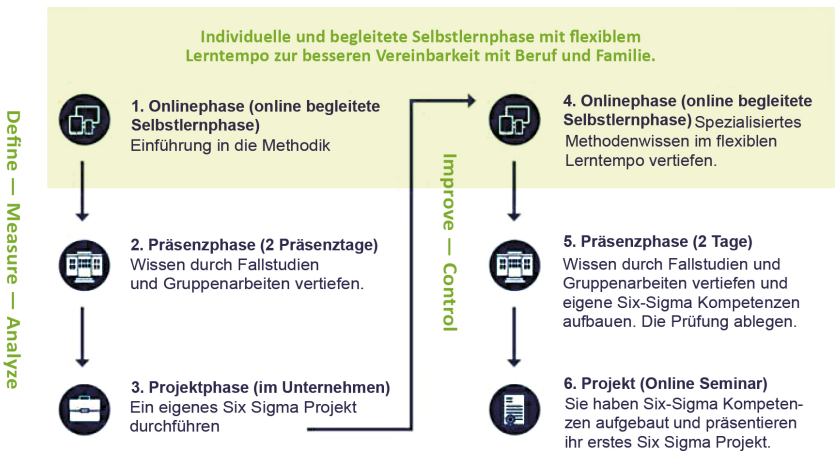 Individuelle und begleitete Selbstlernphase mit flexiblem
Lerntempo zur besseren Vereinbarkeit mit Beruf und Familie.
Define — Measure — Analyze
1. Onlinephase (online begleitete
Selbstlernphase)
Einführung in die Methodik
2. Präsenzphase (2 Präsenztage)
Wissen durch Fallstudien
und Gruppenarbeiten vertiefen.
3. Projektphase (im Unternehmen)
Ein eigenes Six Sigma Projekt
durchführen
Improve — Control
4. Onlinephase (online begleitete
Selbstlernphase) Spezialisiertes
Methodenwissen im flexiblen
Lerntempo vertiefen.
5. Präsenzphase (2 Tage)
Wissen durch Fallstudien und
Gruppenarbeiten vertiefen und
eigene Six-Sigma Kompetenzen
aufbauen. Die Prüfung ablegen.
6. Projekt (Online Seminar)
Sie haben Six-Sigma Kompeten-
zen aufgebaut und präsentieren
ihr erstes Six Sigma Projekt.